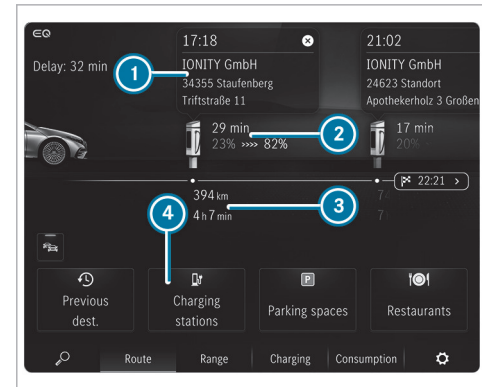 EQ
17:18
21:02
Delay: 32 min
IONITY GmbH
34355 Staufenberg
Triftstraße 11
IONITY GmbH
24623 Standort
Apothekerholz 3 Großen
1
29 min
23% »»» 82%
2
17 min
20%
22:21 >
394 km
4 h 7 min
3
7
7
4
Previous
dest.
Charging
stations
P
Parking spaces
Restaurants
Route
Range
Charging
Consumption